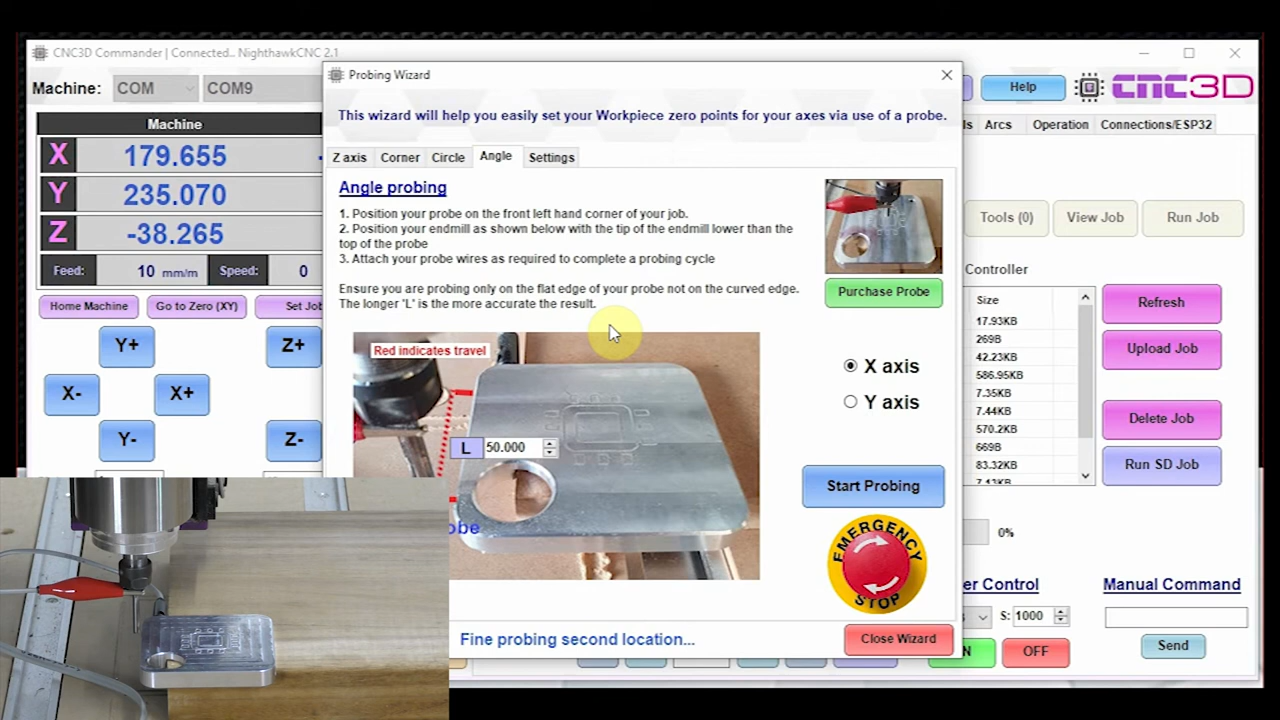 CNC3D Commander | Connected.. NighthawkCNC 2.1
Machine: COM COM9
Help
CNC3D
Machine
X 179.655
Y 235.070
Z -38.265
Feed: 10 mm/m Speed: 0
Home Machine Go to Zero (XY) Set Job
Y+
Z+
X-
X+
Y-
Z-
Probing Wizard
This wizard will help you easily set your Workpiece zero points for your axes via use of a probe.
Z axis Corner Circle Angle Settings
Angle probing
1. Position your probe on the front left hand corner of your job.
2. Position your endmill as shown below with the tip of the endmill lower than the
top of the probe
3. Attach your probe wires as required to complete a probing cycle
Ensure you are probing only on the flat edge of your probe not on the curved edge.
The longer 'L' is the more accurate the result.
Purchase Probe
Red indicates travel
L 50.000
X axis
Y axis
Start Probing
EMERGENCY
STOP
Fine probing second location...
Close Wizard
Arcs Operation Connections/ESP32
Tools (0) View Job Run Job
Controller
Size
17.93KB
269B
42.23KB
586.95KB
7.35KB
7.44KB
570.2KB
669B
83.32KB
7.13KB
Refresh
Upload Job
Delete Job
Run SD Job
0%
er Control
S: 1000
N OFF
Manual Command
Send